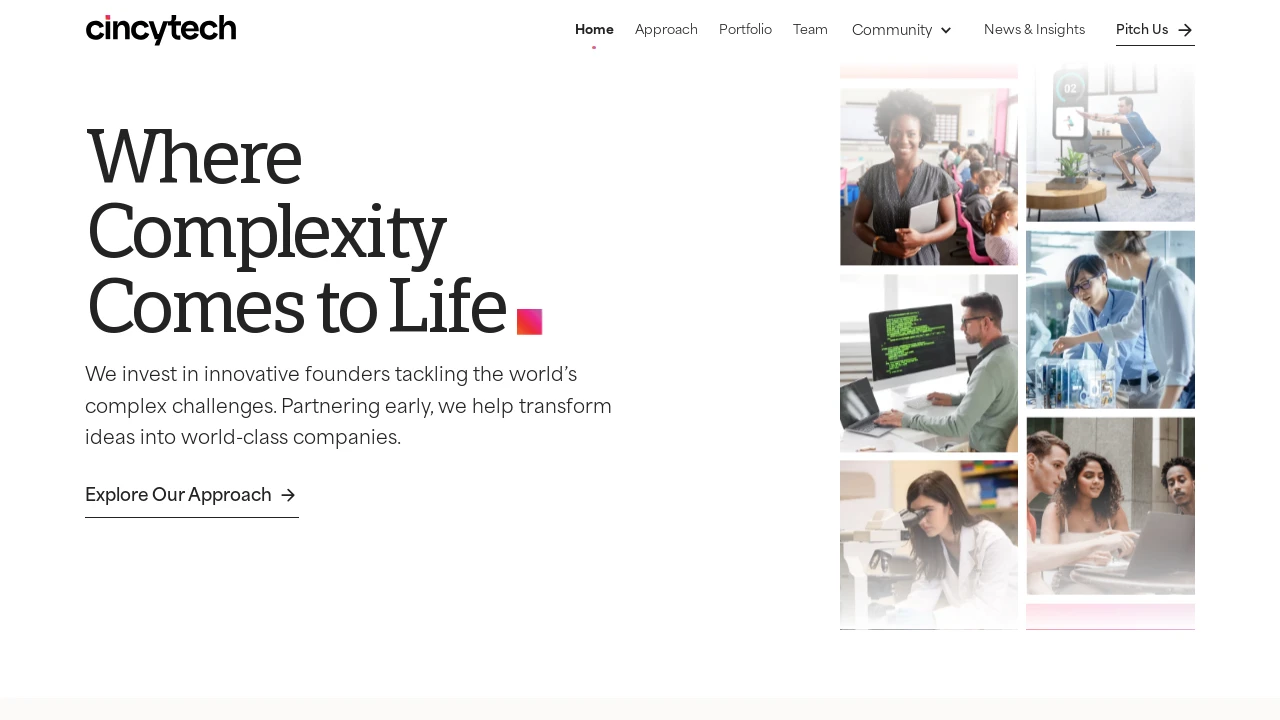 cincytech
Home Approach Portfolio Team Community News & Insights Pitch Us
Where
Complexity
Comes to Life
We invest in innovative founders tackling the world’s
complex challenges. Partnering early, we help transform
ideas into world-class companies.
Explore Our Approach
02